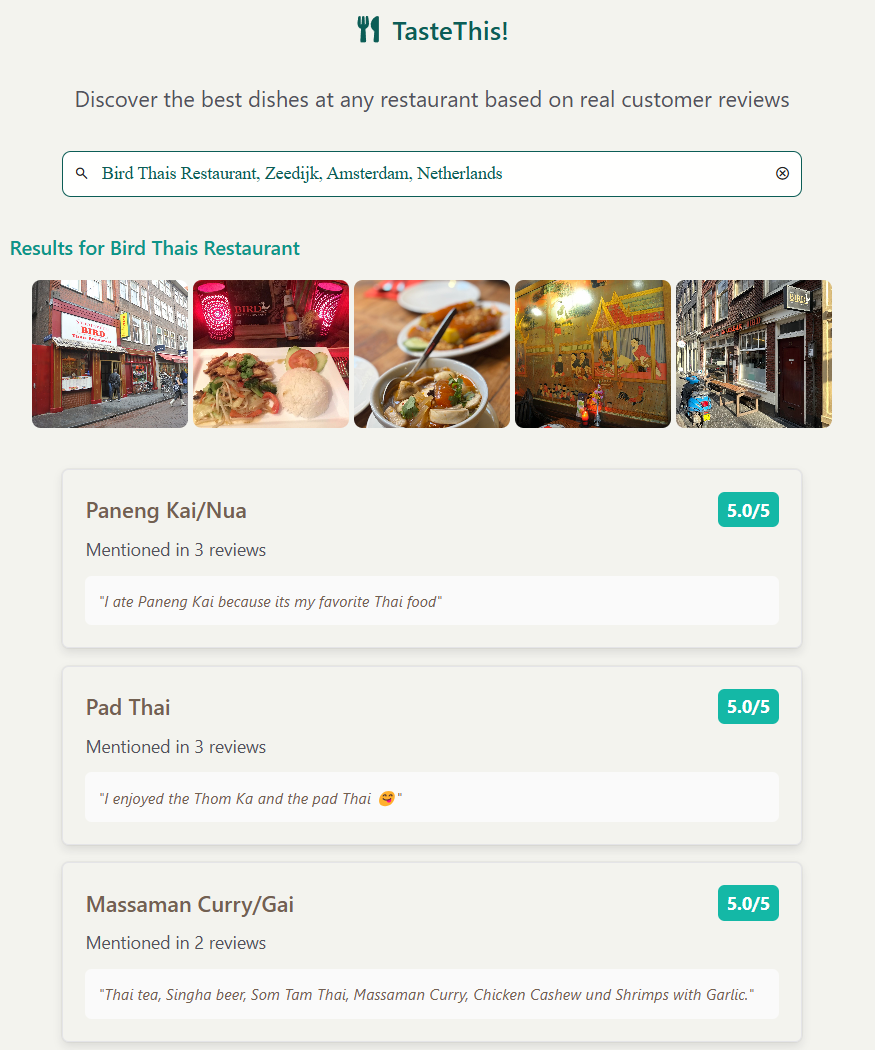 TasteThis!
Discover the best dishes at any restaurant based on real customer reviews
Bird Thais Restaurant, Zeedijk, Amsterdam, Netherlands
Results for Bird Thais Restaurant
BIRD
BIRD
Paneng Kai/Nua
5.0/5
Mentioned in 3 reviews
"I ate Paneng Kai because its my favorite Thai food"
Pad Thai
5.0/5
Mentioned in 3 reviews
"I enjoyed the Thom Ka and the pad Thai 🤗"
Massaman Curry/Gai
5.0/5
Mentioned in 2 reviews
"Thai tea, Singha beer, Som Tam Thai, Massaman Curry, Chicken Cashew und Shrimps with Garlic."